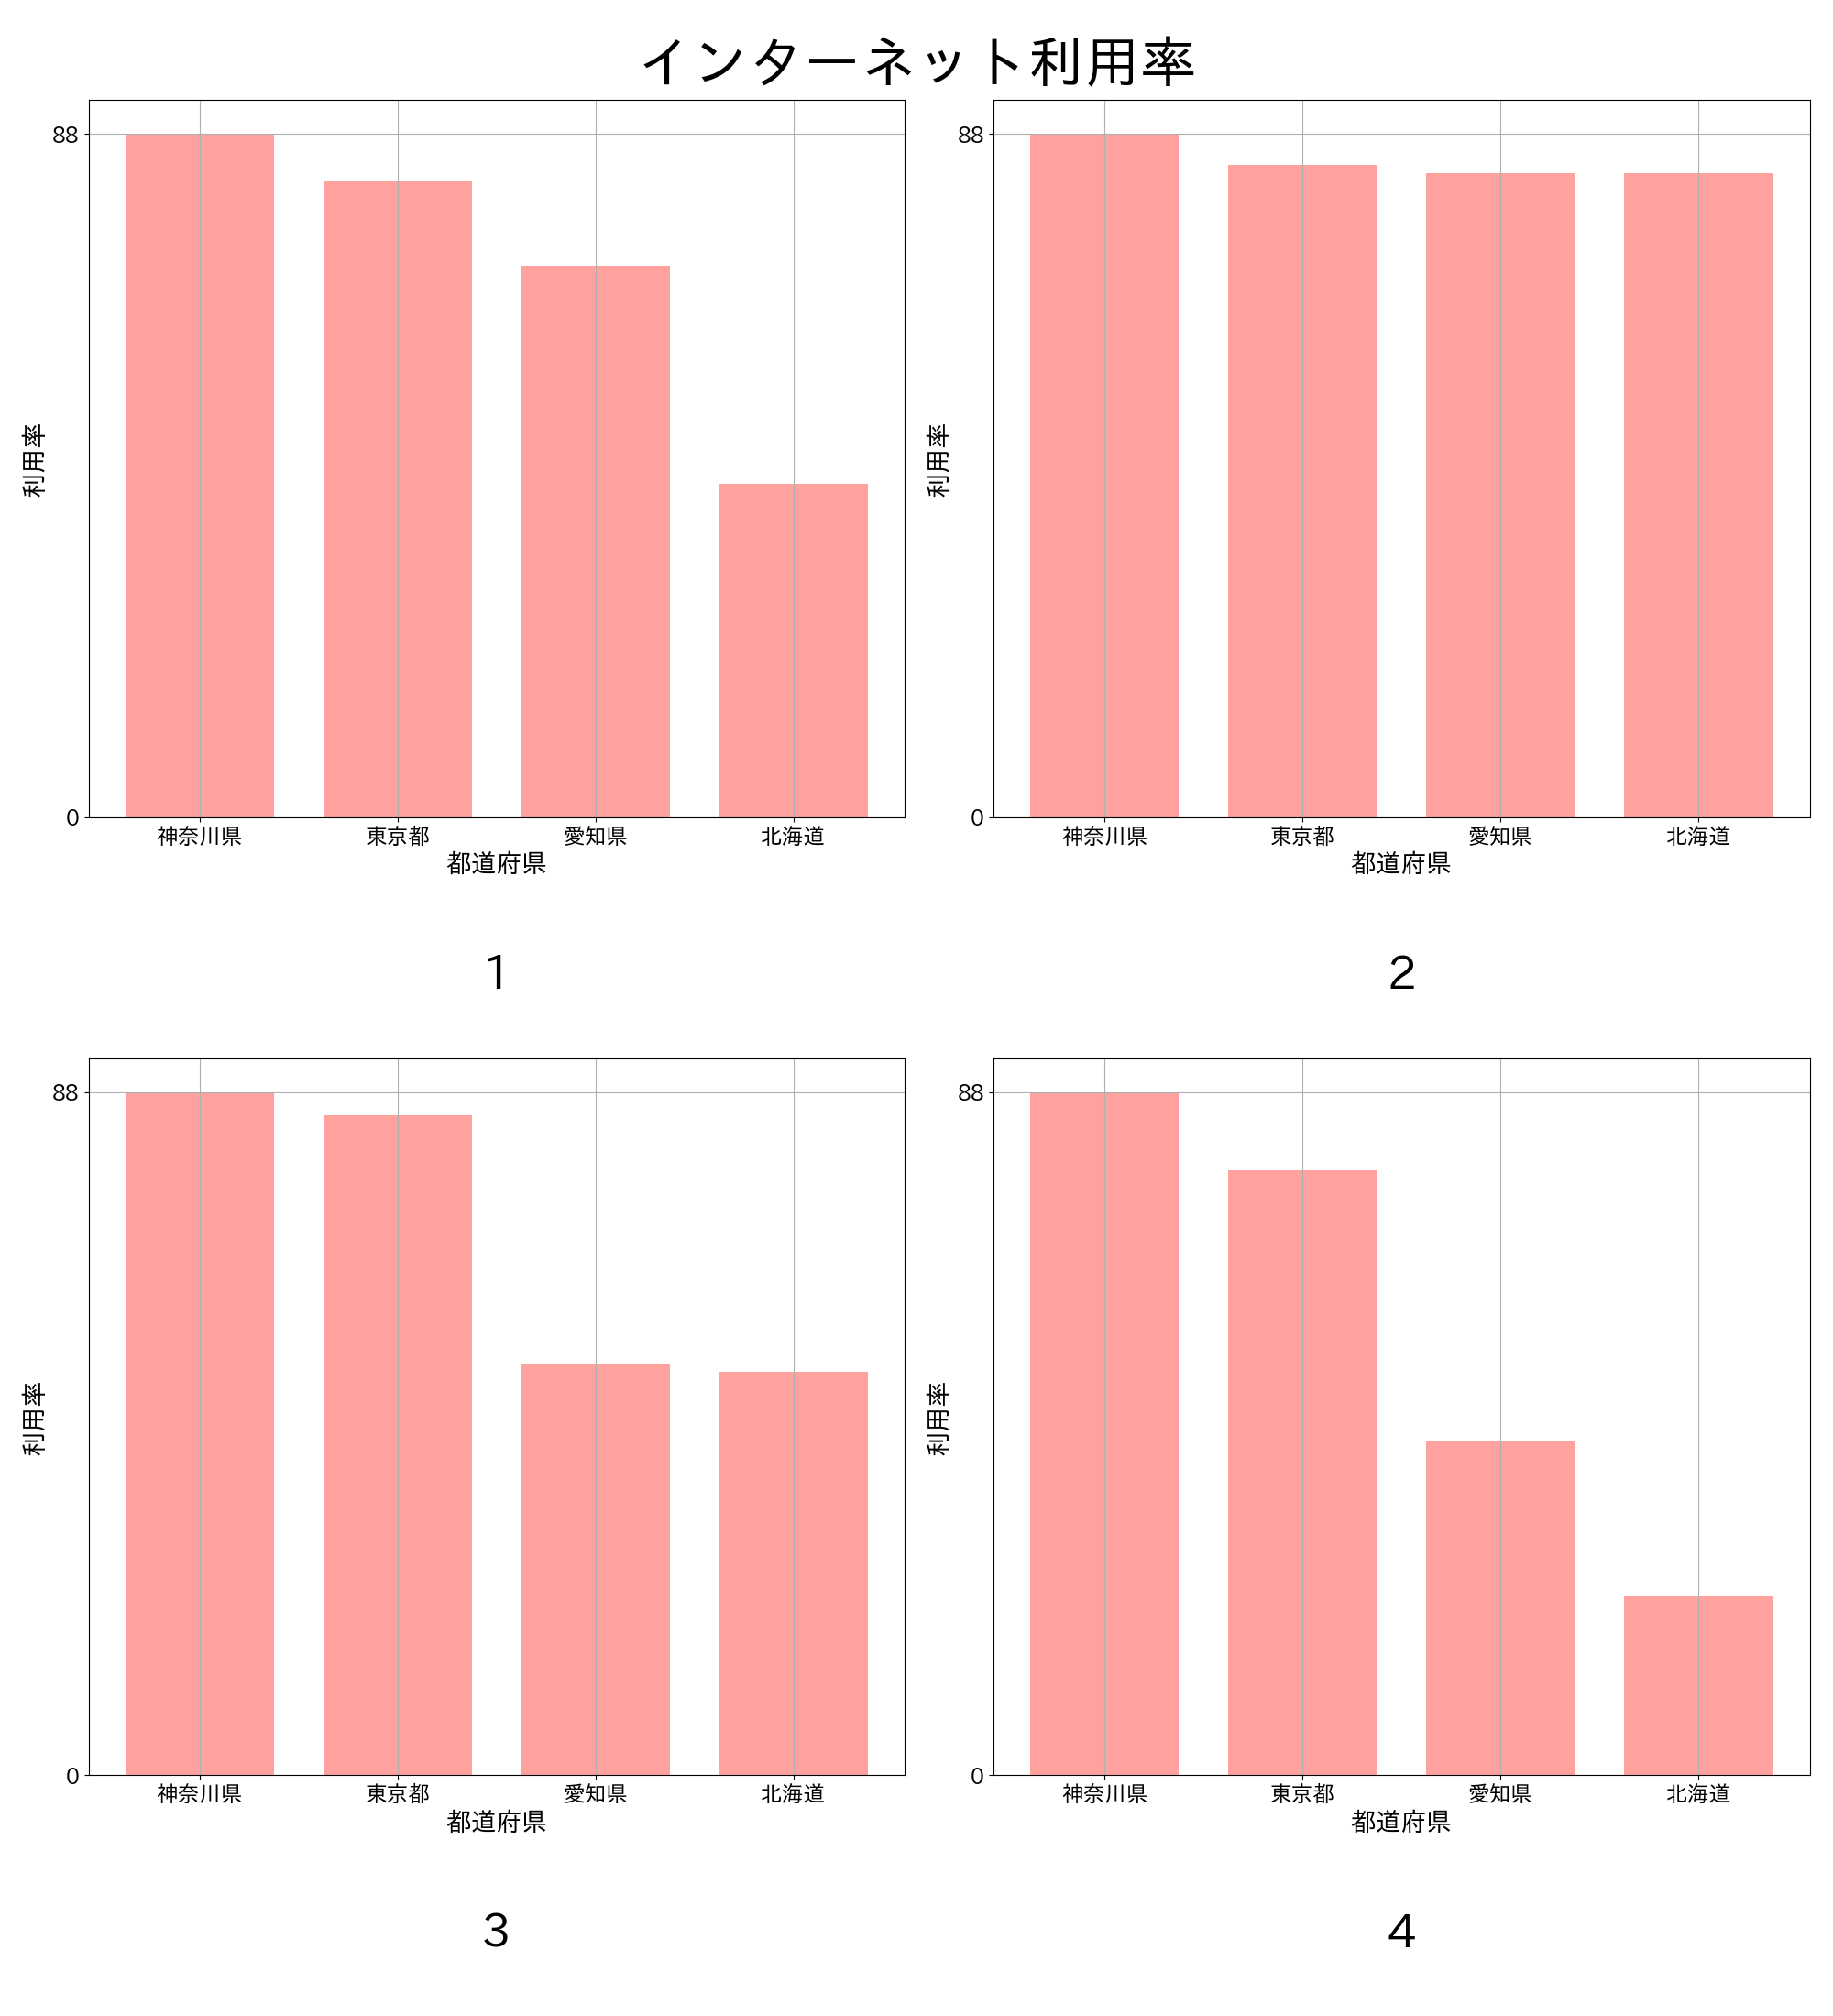 インターネット利用率
88
0
利用率
神奈川県 東京都 愛知県 北海道
都道府県
1
88
0
利用率
神奈川県 東京都 愛知県 北海道
都道府県
2
88
0
利用率
神奈川県 東京都 愛知県 北海道
都道府県
3
88
0
利用率
神奈川県 東京都 愛知県 北海道
都道府県
4